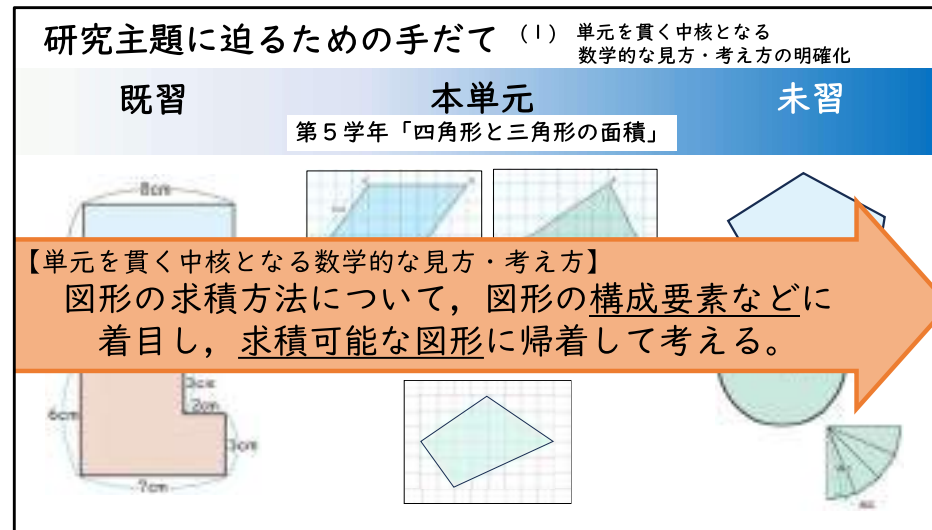 研究主題に迫るための手だて
(1) 単元を貫く中核となる
数学的な見方・考え方の明確化
既習
本単元
未習
第5学年「四角形と三角形の面積」
8cm
【単元を貫く中核となる数学的な見方・考え方】
図形の求積方法について，図形の構成要素などに
着目し，求積可能な図形に帰着して考える。
3cm
2cm
6cm
3cm
7cm